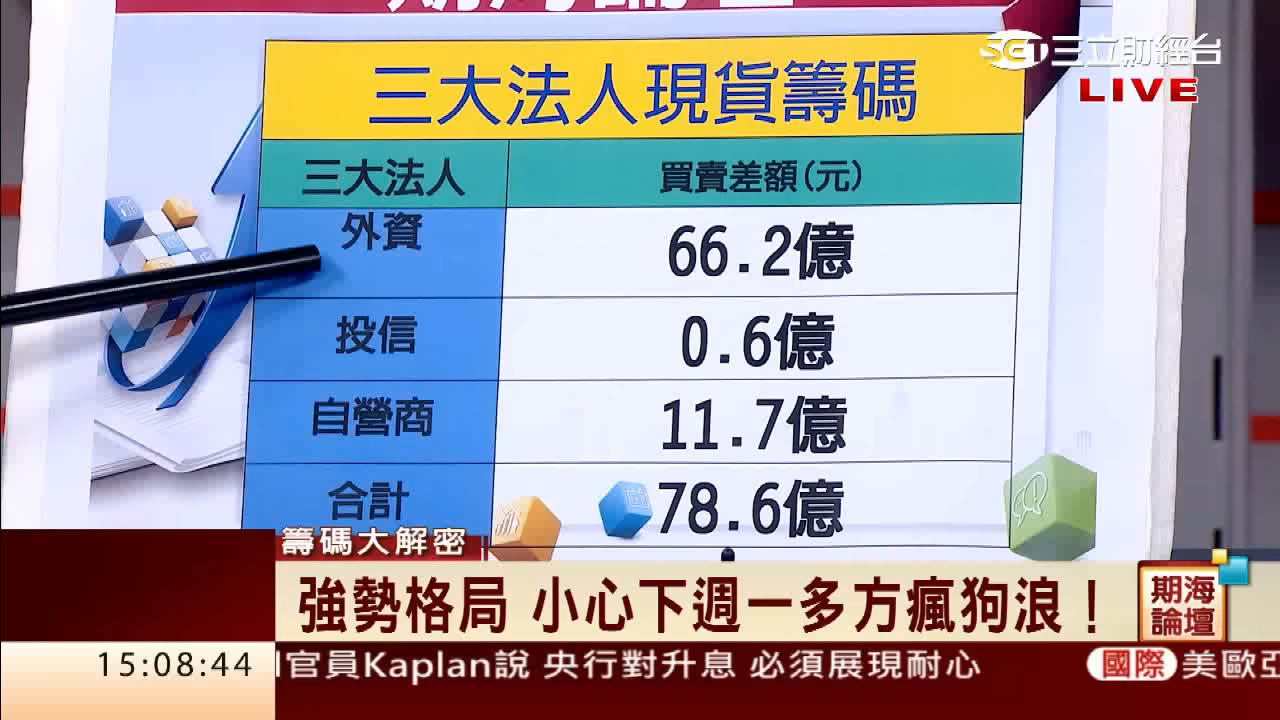 SET三立財經台
LIVE
三大法人現貨籌碼
三大法人 買賣差額(元)
外資 66.2億
投信 0.6億
自營商 11.7億
合計 78.6億
籌碼大解密
強勢格局 小心下週一多方瘋狗浪！
期海論壇
15:08:44
官員Kaplan說 央行對升息 必須展現耐心
國際 美歐亞